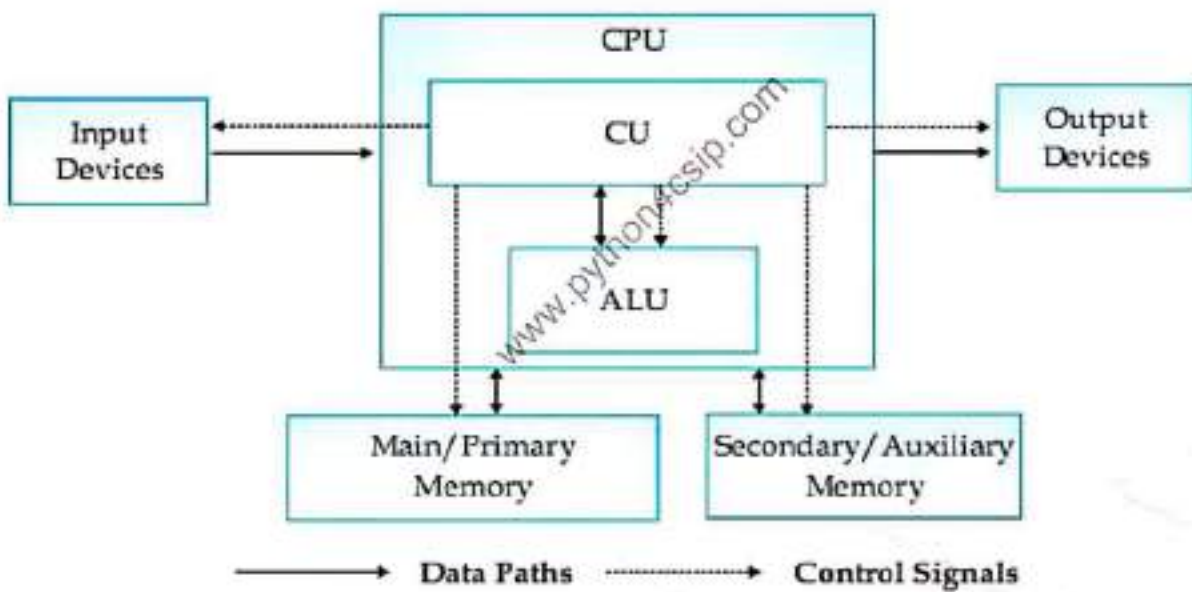 CPU
CU
Input
Devices
Output
Devices
ALU
www.python4csip.com
Main/Primary
Memory
Secondary/Auxiliary
Memory
Data Paths
Control Signals